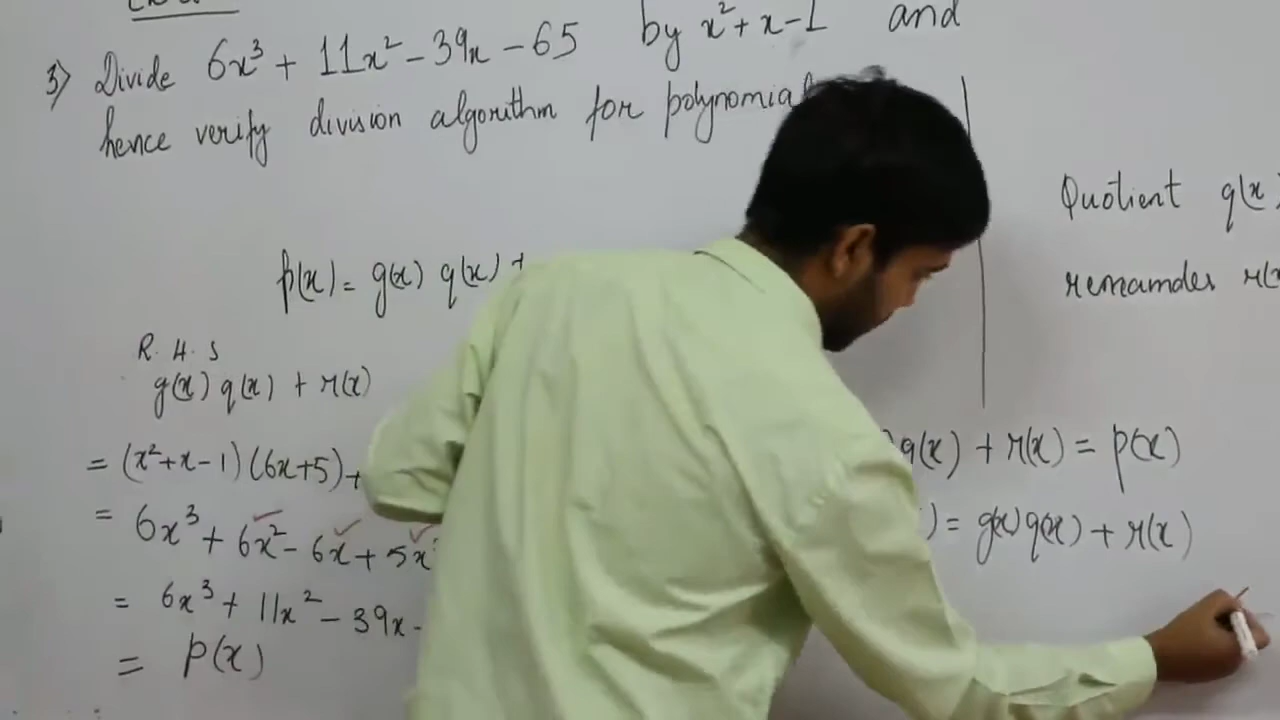 3) Divide 6x³ + 11x² - 39x - 65 by x² + x - 1 and
hence verify division algorithm for polynomial
p(x) = g(x) q(x) +
R.H.S
g(x) q(x) + r(x)
= (x²+x-1)(6x+5)+
= 6x³ + 6x² - 6x + 5x²
= 6x³ + 11x² - 39x -
= p(x)
Quotient q(x)
remainder r(x
)q(x) + r(x) = p(x)
) = g(x)q(x) + r(x)